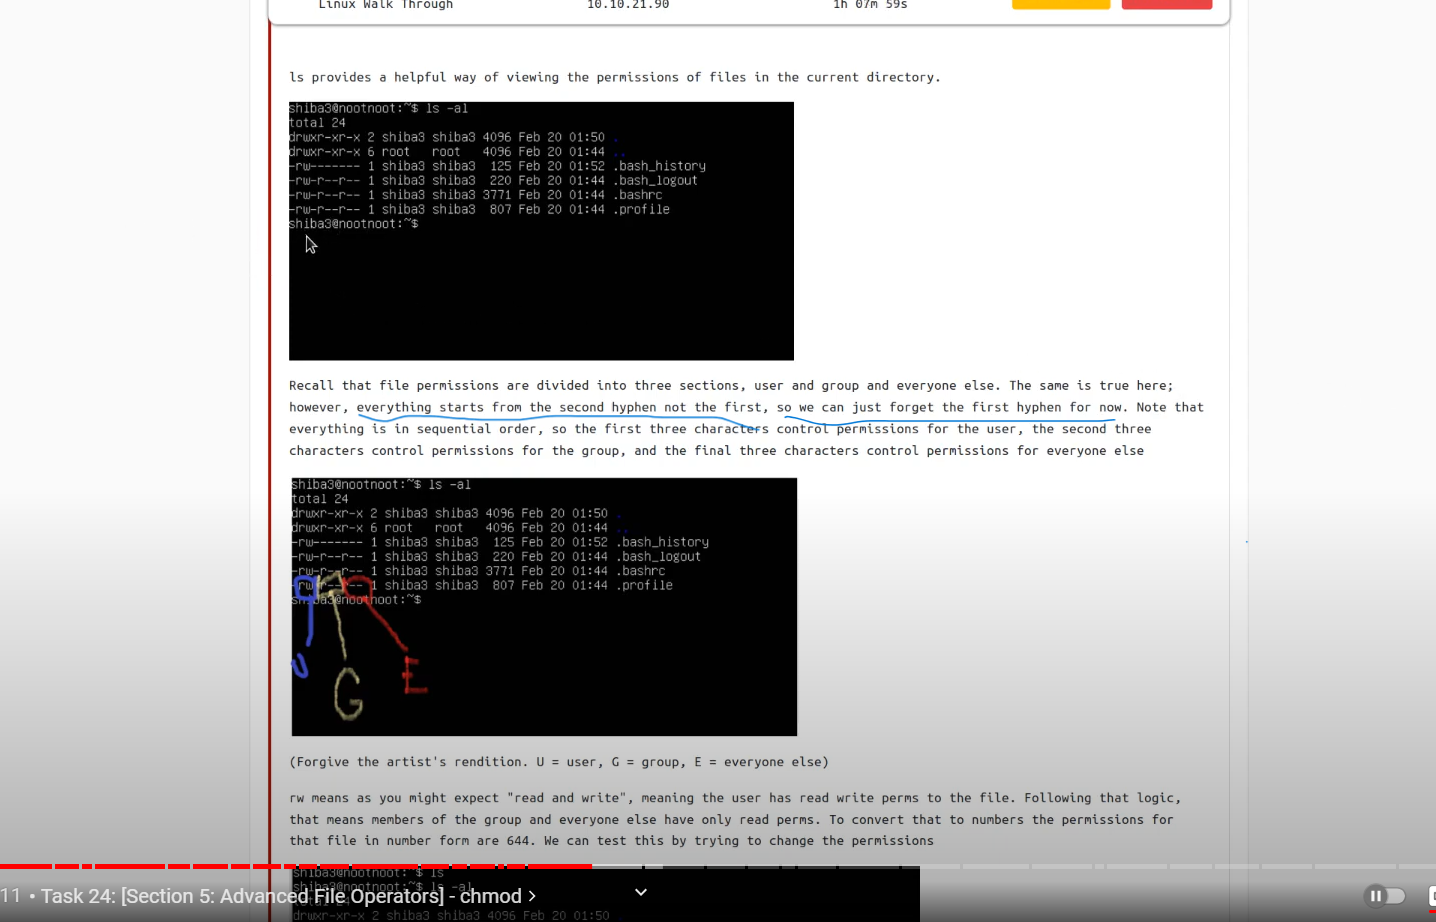 Linux Walk Through 10.10.21.90 1h 07m 59s
ls provides a helpful way of viewing the permissions of files in the current directory.
shiba3@nootnoot:~$ ls -al
total 24
drwxr-xr-x 2 shiba3 shiba3 4096 Feb 20 01:50 .
drwxr-xr-x 6 root   root   4096 Feb 20 01:44 ..
-rw------- 1 shiba3 shiba3  125 Feb 20 01:52 .bash_history
-rw-r--r-- 1 shiba3 shiba3  220 Feb 20 01:44 .bash_logout
-rw-r--r-- 1 shiba3 shiba3 3771 Feb 20 01:44 .bashrc
-rw-r--r-- 1 shiba3 shiba3  807 Feb 20 01:44 .profile
shiba3@nootnoot:~$
Recall that file permissions are divided into three sections, user and group and everyone else. The same is true here;
however, everything starts from the second hyphen not the first, so we can just forget the first hyphen for now. Note that
everything is in sequential order, so the first three characters control permissions for the user, the second three
characters control permissions for the group, and the final three characters control permissions for everyone else
shiba3@nootnoot:~$ ls -al
total 24
drwxr-xr-x 2 shiba3 shiba3 4096 Feb 20 01:50 .
drwxr-xr-x 6 root   root   4096 Feb 20 01:44 ..
-rw------- 1 shiba3 shiba3  125 Feb 20 01:52 .bash_history
-rw-r--r-- 1 shiba3 shiba3  220 Feb 20 01:44 .bash_logout
-rw-r--r-- 1 shiba3 shiba3 3771 Feb 20 01:44 .bashrc
-rw-r--r-- 1 shiba3 shiba3  807 Feb 20 01:44 .profile
shiba3@nootnoot:~$
U G E
(Forgive the artist's rendition. U = user, G = group, E = everyone else)
rw means as you might expect "read and write", meaning the user has read write perms to the file. Following that logic,
that means members of the group and everyone else have only read perms. To convert that to numbers the permissions for
that file in number form are 644. We can test this by trying to change the permissions
shiba3@nootnoot:~$ ls
shiba3@nootnoot:~$ ls -al
11 • Task 24: [Section 5: Advanced File Operators] - chmod >
total 24
drwxr-xr-x 2 shiba3 shiba3 4096 Feb 20 01:50